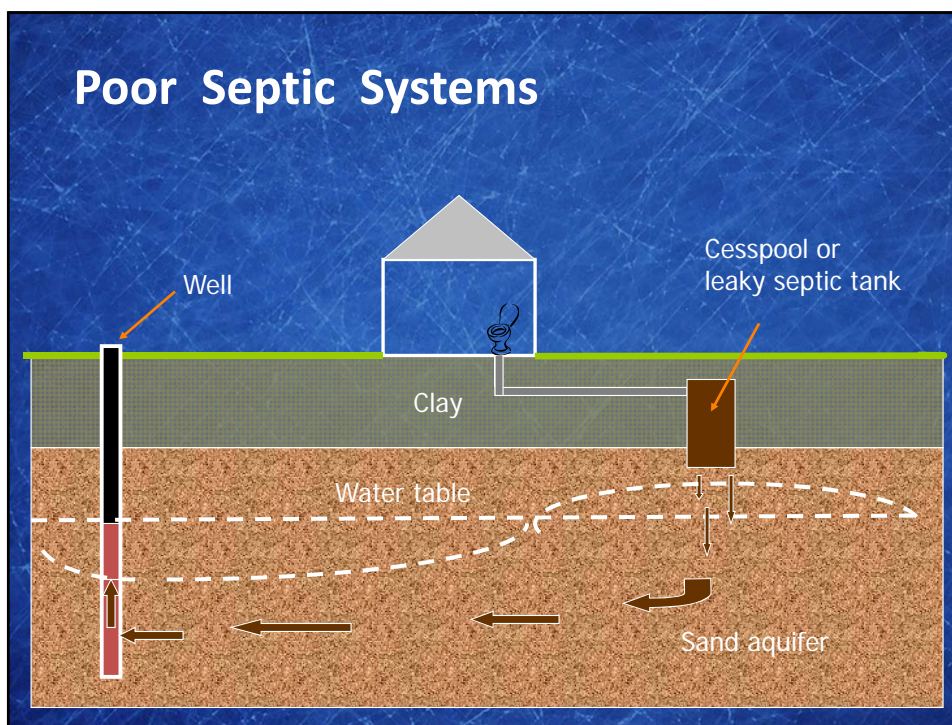 Poor Septic Systems
Cesspool or
leaky septic tank
Well
Clay
Water table
Sand aquifer